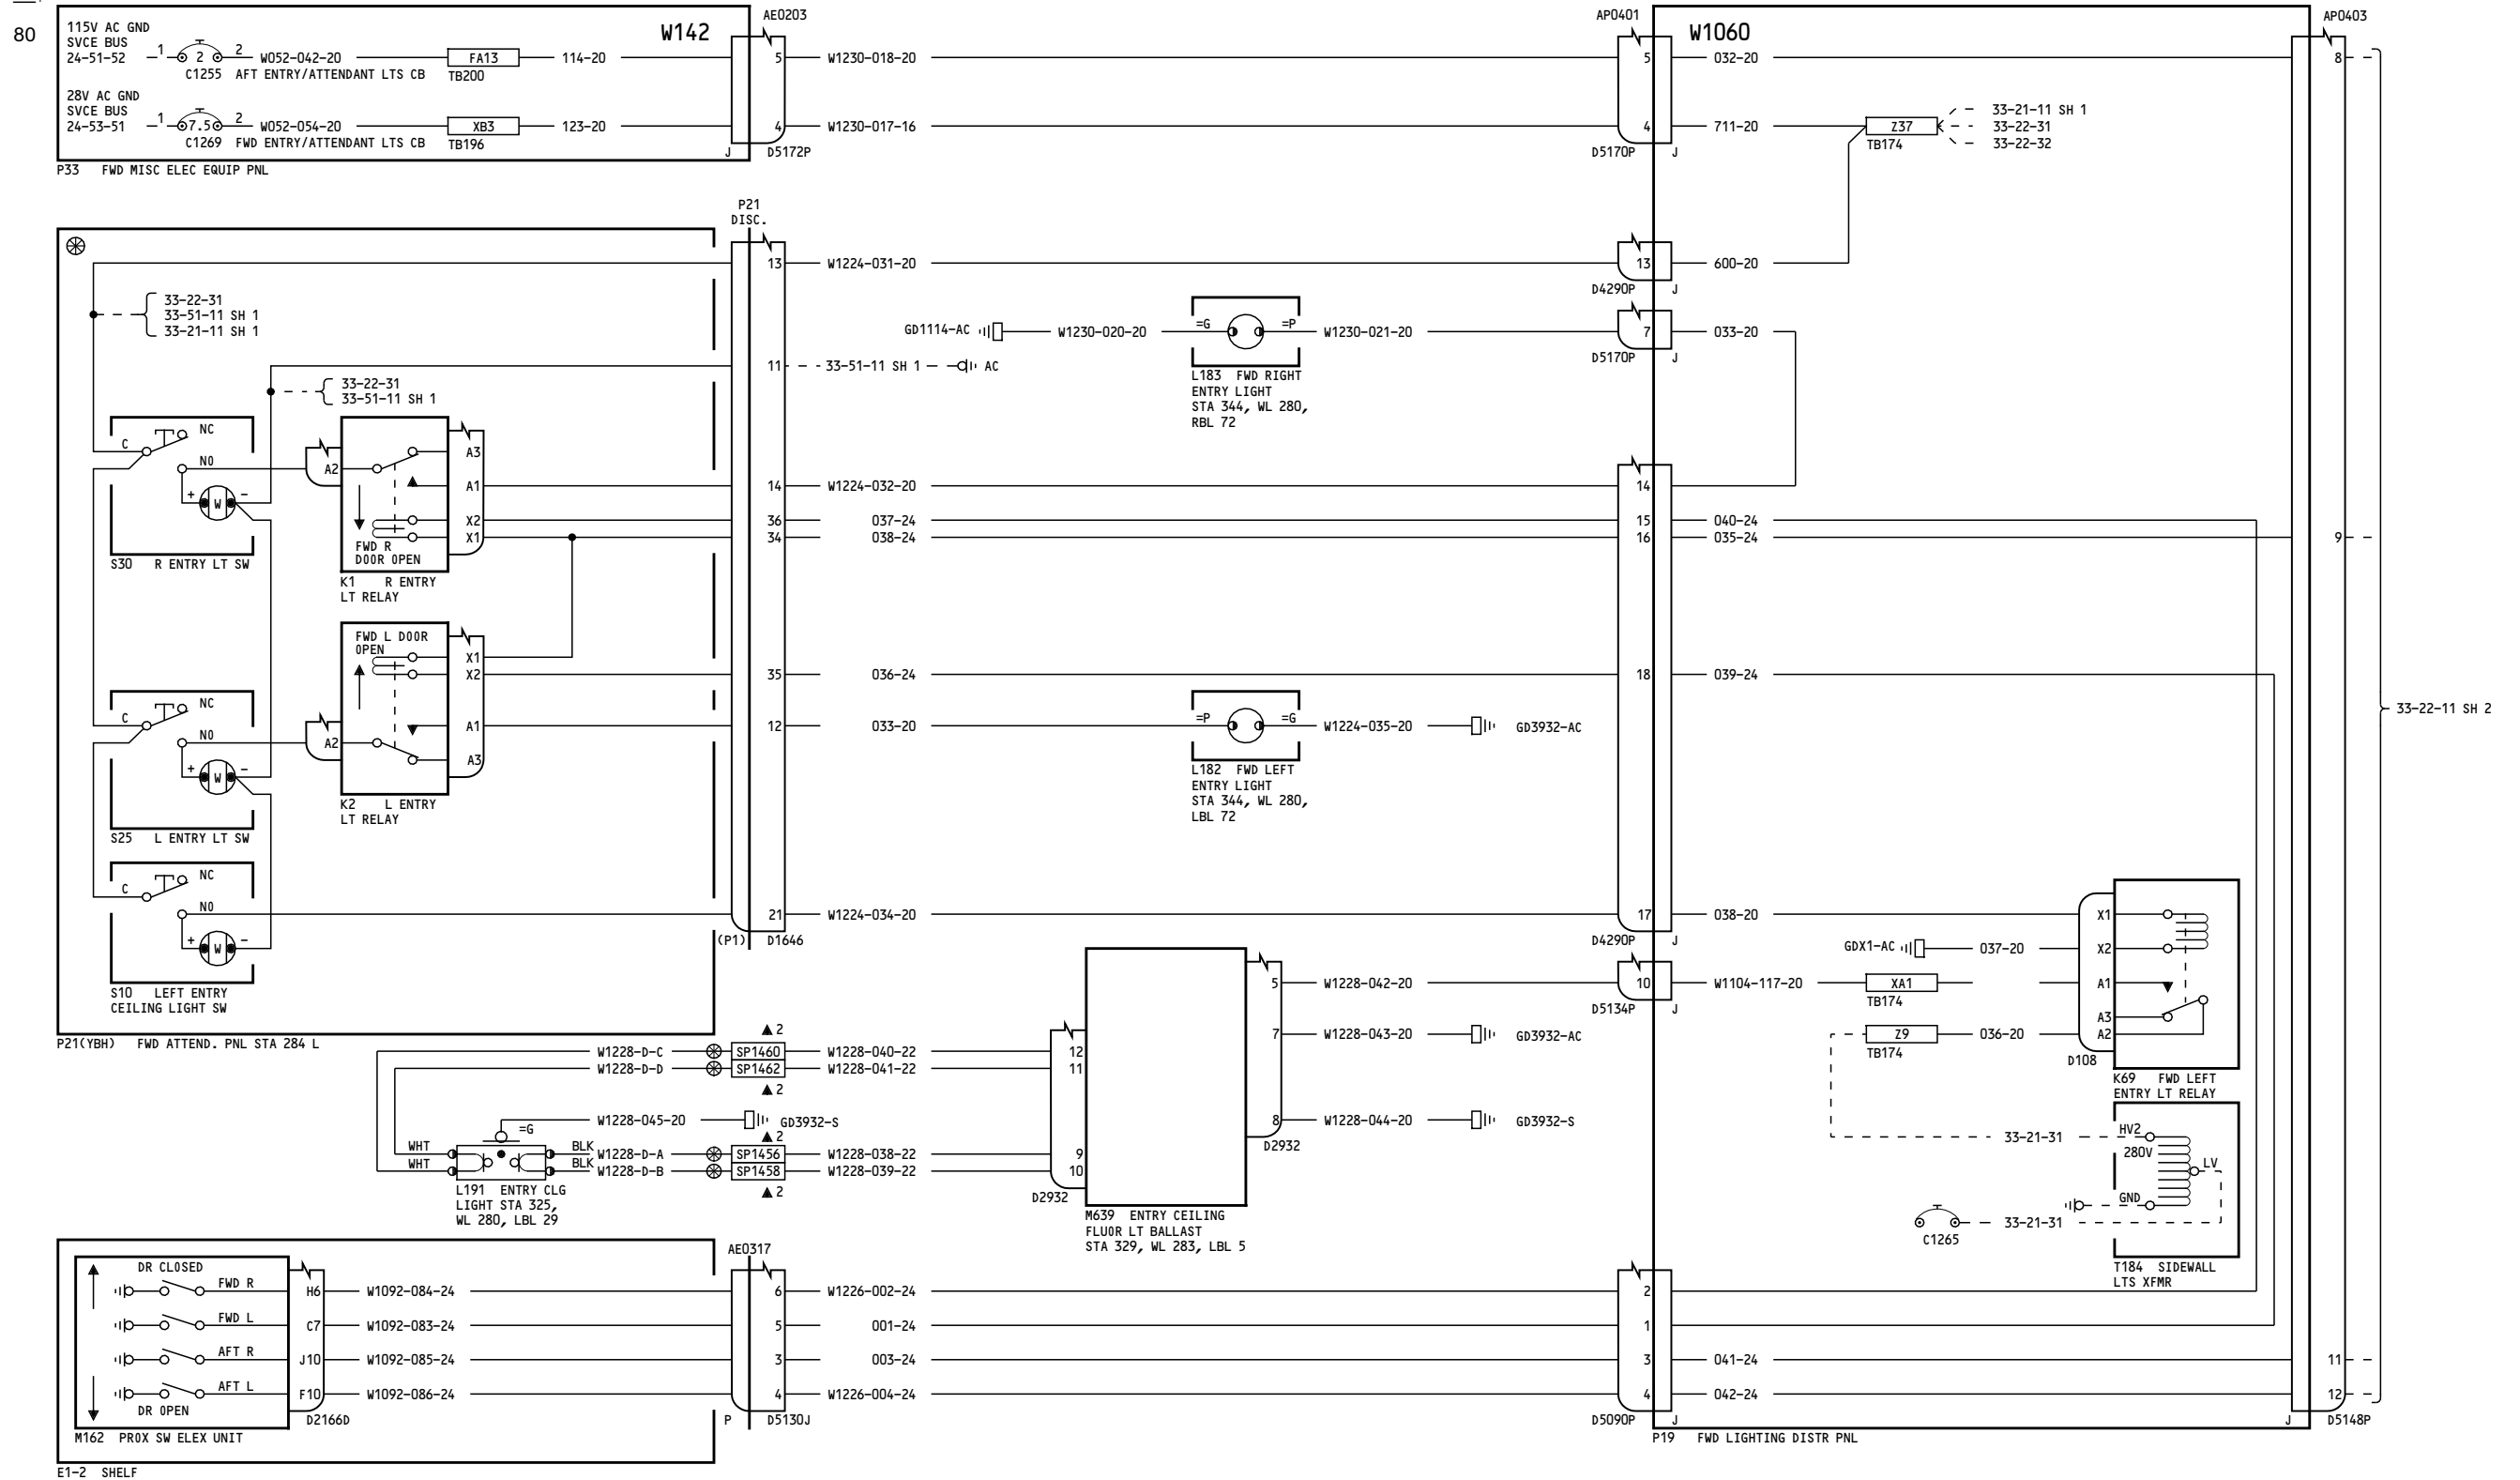 80
115V AC GND
SVCE BUS
24-51-52
1
2
2
C1255 AFT ENTRY/ATTENDANT LTS CB
W052-042-20
FA13
TB200
114-20
W142
AE0203
5
W1230-018-20
AP0401
5
W1060
032-20
AP0403
8
28V AC GND
SVCE BUS
24-53-51
1
7.5
2
C1269 FWD ENTRY/ATTENDANT LTS CB
W052-054-20
XB3
TB196
123-20
4
W1230-017-16
4
711-20
Z37
TB174
33-21-11 SH 1
33-22-31
33-22-32
J
D5172P
D5170P
J
P33 FWD MISC ELEC EQUIP PNL
P21
DISC.
13
W1224-031-20
13
600-20
D4290P
J
33-22-31
33-51-11 SH 1
33-21-11 SH 1
GD1114-AC
W1230-020-20
=G
=P
W1230-021-20
7
033-20
D5170P
J
11
33-51-11 SH 1
AC
L183 FWD RIGHT
ENTRY LIGHT
STA 344, WL 280,
RBL 72
33-22-31
33-51-11 SH 1
C
NC
NO
+
W
-
S30 R ENTRY LT SW
A2
A3
A1
X2
X1
FWD R
DOOR OPEN
K1 R ENTRY
LT RELAY
14
W1224-032-20
14
36
037-24
15
040-24
34
038-24
16
035-24
9
FWD L DOOR
OPEN
X1
X2
A1
A3
A2
K2 L ENTRY
LT RELAY
35
036-24
18
039-24
33-22-11 SH 2
C
NC
NO
+
W
-
S25 L ENTRY LT SW
12
033-20
=P
=G
W1224-035-20
GD3932-AC
L182 FWD LEFT
ENTRY LIGHT
STA 344, WL 280,
LBL 72
C
NC
NO
+
W
-
S10 LEFT ENTRY
CEILING LIGHT SW
21
W1224-034-20
17
038-20
(P1)
D1646
D4290P
J
X1
X2
A1
A3
A2
GDX1-AC
037-20
5
W1228-042-20
10
W1104-117-20
XA1
TB174
D5134P
J
Z9
TB174
036-20
D108
K69 FWD LEFT
ENTRY LT RELAY
P21(YBH) FWD ATTEND. PNL STA 284 L
2
W1228-D-C
SP1460
W1228-040-22
12
W1228-D-D
SP1462
W1228-041-22
11
2
7
W1228-043-20
GD3932-AC
W1228-045-20
GD3932-S
2
8
W1228-044-20
GD3932-S
D2932
=G
WHT
BLK
W1228-D-A
SP1456
W1228-038-22
9
WHT
BLK
W1228-D-B
SP1458
W1228-039-22
10
2
D2932
L191 ENTRY CLG
LIGHT STA 325,
WL 280, LBL 29
M639 ENTRY CEILING
FLUOR LT BALLAST
STA 329, WL 283, LBL 5
33-21-31
HV2
280V
LV
GND
C1265
33-21-31
T184 SIDEWALL
LTS XFMR
AE0317
DR CLOSED
FWD R
H6
W1092-084-24
6
W1226-002-24
2
FWD L
C7
W1092-083-24
5
001-24
1
AFT R
J10
W1092-085-24
3
003-24
3
041-24
11
AFT L
F10
W1092-086-24
4
W1226-004-24
4
042-24
12
DR OPEN
D2166D
P
D5130J
D5090P
J
J
D5148P
M162 PROX SW ELEX UNIT
P19 FWD LIGHTING DISTR PNL
E1-2 SHELF